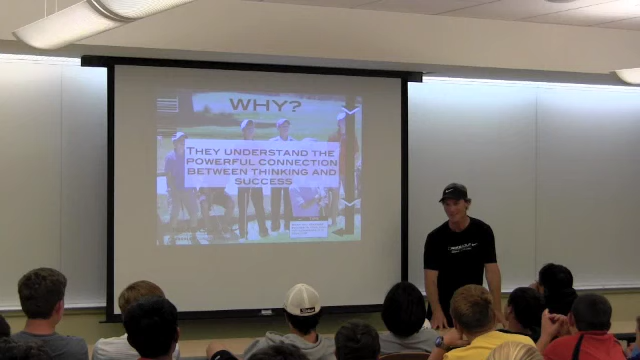 WHY?
THEY UNDERSTAND THE
POWERFUL CONNECTION
BETWEEN THINKING AND
SUCCESS